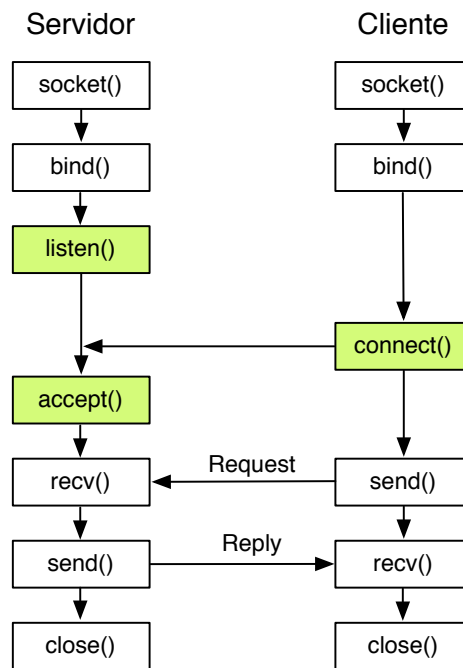 Servidor
Cliente
socket()
socket()
bind()
bind()
listen()
connect()
accept()
Request
recv()
send()
Reply
send()
recv()
close()
close()